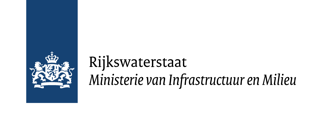 Rijkswaterstaat
Ministerie van Infrastructuur en Milieu